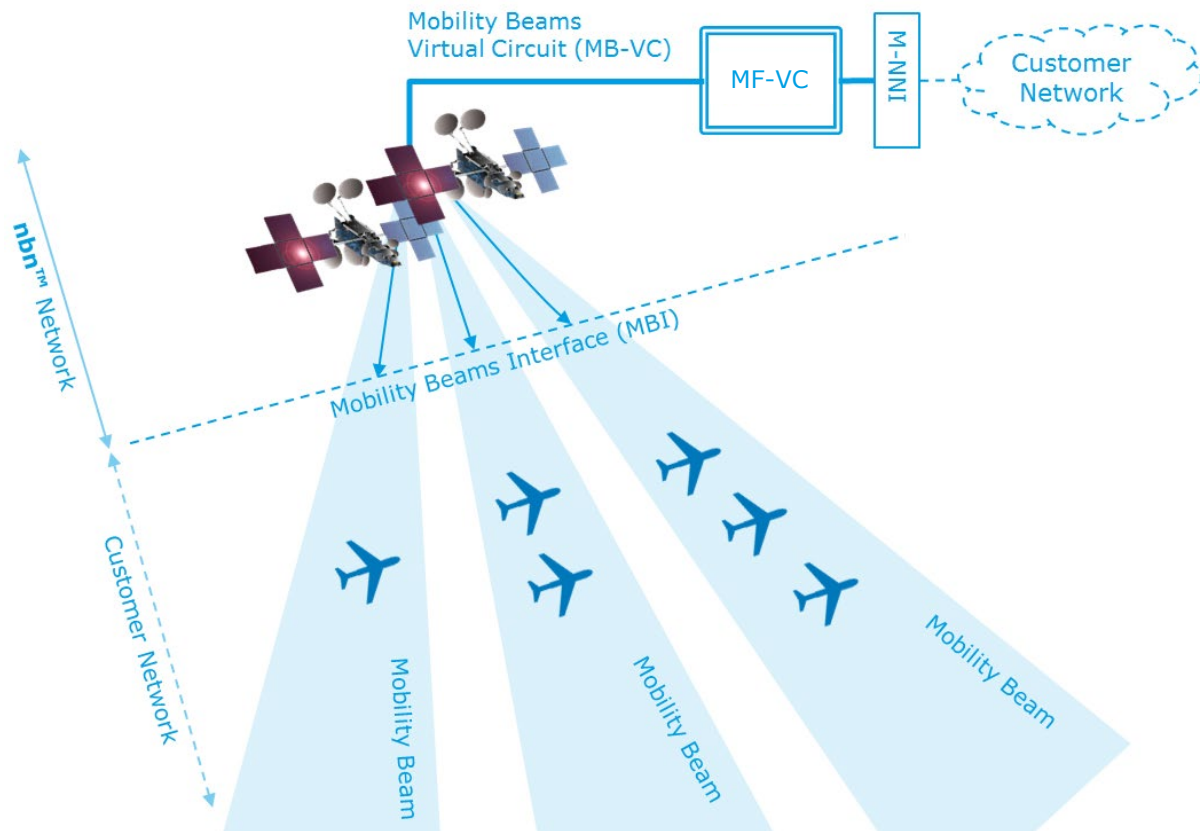 Mobility Beams
Virtual Circuit (MB-VC)
MF-VC
M-NNI
Customer
Network
nbn™ Network
Mobility Beams Interface (MBI)
Customer Network
Mobility Beam
Mobility Beam
Mobility Beam